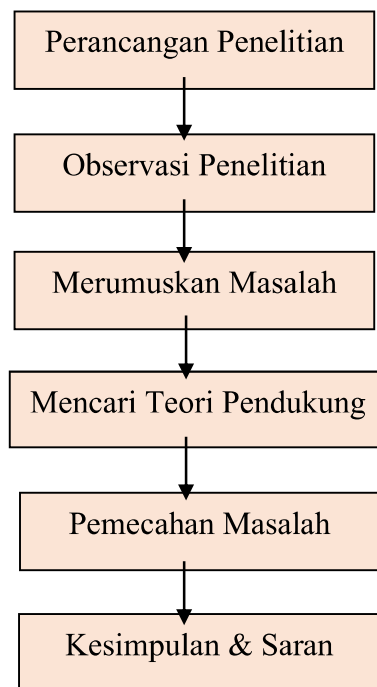 Perancangan Penelitian
Observasi Penelitian
Merumuskan Masalah
Mencari Teori Pendukung
Pemecahan Masalah
Kesimpulan & Saran